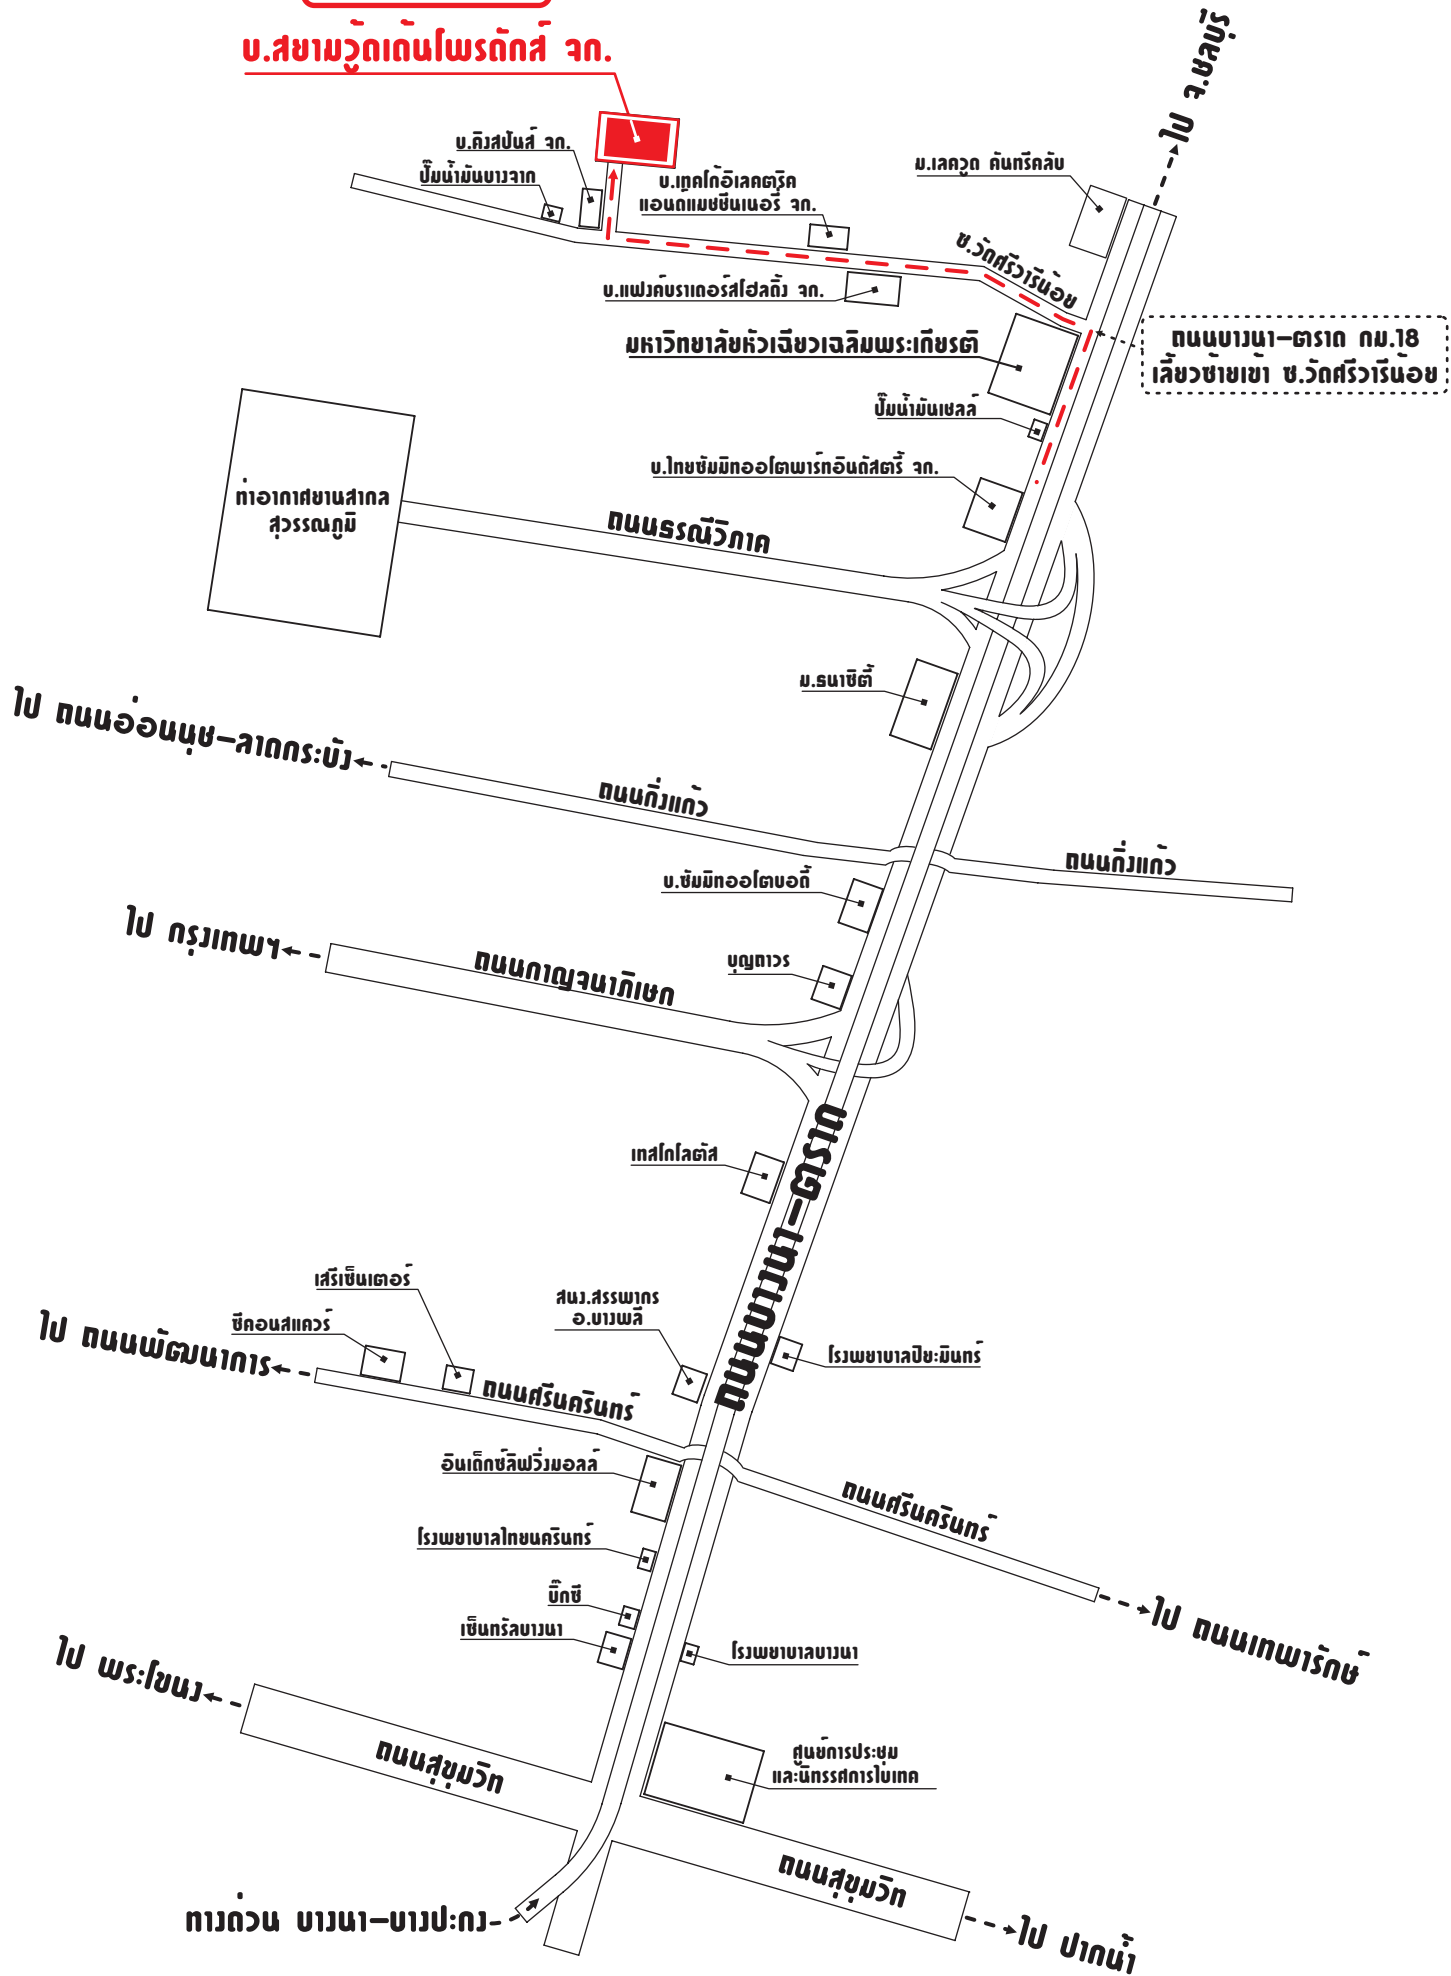 บ.สยามวู้ดเด้นโพรดักส์ จก.
ไป จ.ชลบุรี
บ.คิงสปันส์ จก.
ปั๊มน้ำมันบางจาก
บ.เทคโก้อิเลคตริค
แอนด์แมชชีนเนอรี่ จก.
ม.เลควูด คันทรีคลับ
ซ.วัดศรีวารีน้อย
บ.แฟงค์บราเดอร์สโฮลดิ้ง จก.
มหาวิทยาลัยหัวเฉียวเฉลิมพระเกียรติ
ถนนบางนา–ตราด กม.18
เลี้ยวซ้ายเข้า ซ.วัดศรีวารีน้อย
ปั๊มน้ำมันเชลล์
บ.ไทยซัมมิทออโตพาร์ทอินดัสตรี้ จก.
ท่าอากาศยานสากล
สุวรรณภูมิ
ถนนธรณีวิภาค
ม.ธนาซิตี้
ไป ถนนอ่อนนุช–ลาดกระบัง
ถนนกิ่งแก้ว
ถนนกิ่งแก้ว
บ.ซัมมิทออโตบอดี้
ไป กรุงเทพฯ
ถนนกาญจนาภิเษก
บุญถาวร
ถนนบางนา–ตราด
เทสโก้โลตัส
เสรีเซ็นเตอร์
ซีคอนสแควร์
สนง.สรรพากร
อ.บางพลี
ไป ถนนพัฒนาการ
ถนนศรีนครินทร์
โรงพยาบาลปิยะมินทร์
อินเด็กซ์ลิฟวิ่งมอลล์
ถนนศรีนครินทร์
โรงพยาบาลไทยนครินทร์
บิ๊กซี
เซ็นทรัลบางนา
โรงพยาบาลบางนา
ไป ถนนเทพารักษ์
ไป พระโขนง
ถนนสุขุมวิท
ศูนย์การประชุม
และนิทรรศการไบเทค
ถนนสุขุมวิท
ทางด่วน บางนา–บางปะกง
ไป ปากน้ำ